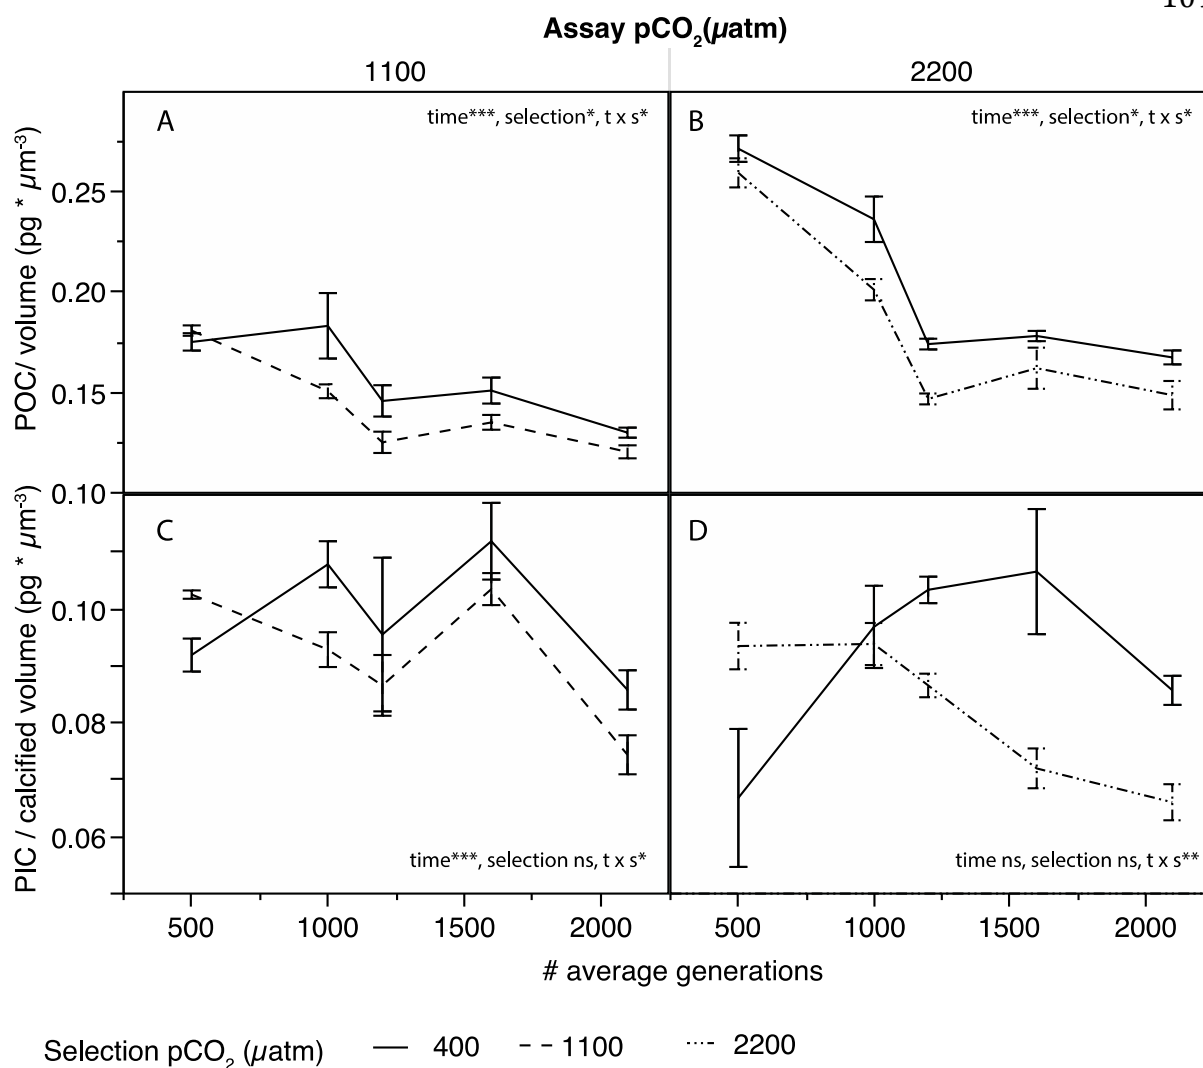 Assay pCO2(µatm)
1100
2200
A
time***, selection*, t x s*
B
time***, selection*, t x s*
POC/ volume (pg * µm-3)
0.25
0.20
0.15
0.10
C
D
PIC / calcified volume (pg * µm-3)
0.10
0.08
0.06
time***, selection ns, t x s*
time ns, selection ns, t x s**
500 1000 1500 2000
500 1000 1500 2000
# average generations
Selection pCO2 (µatm) 400 1100 2200